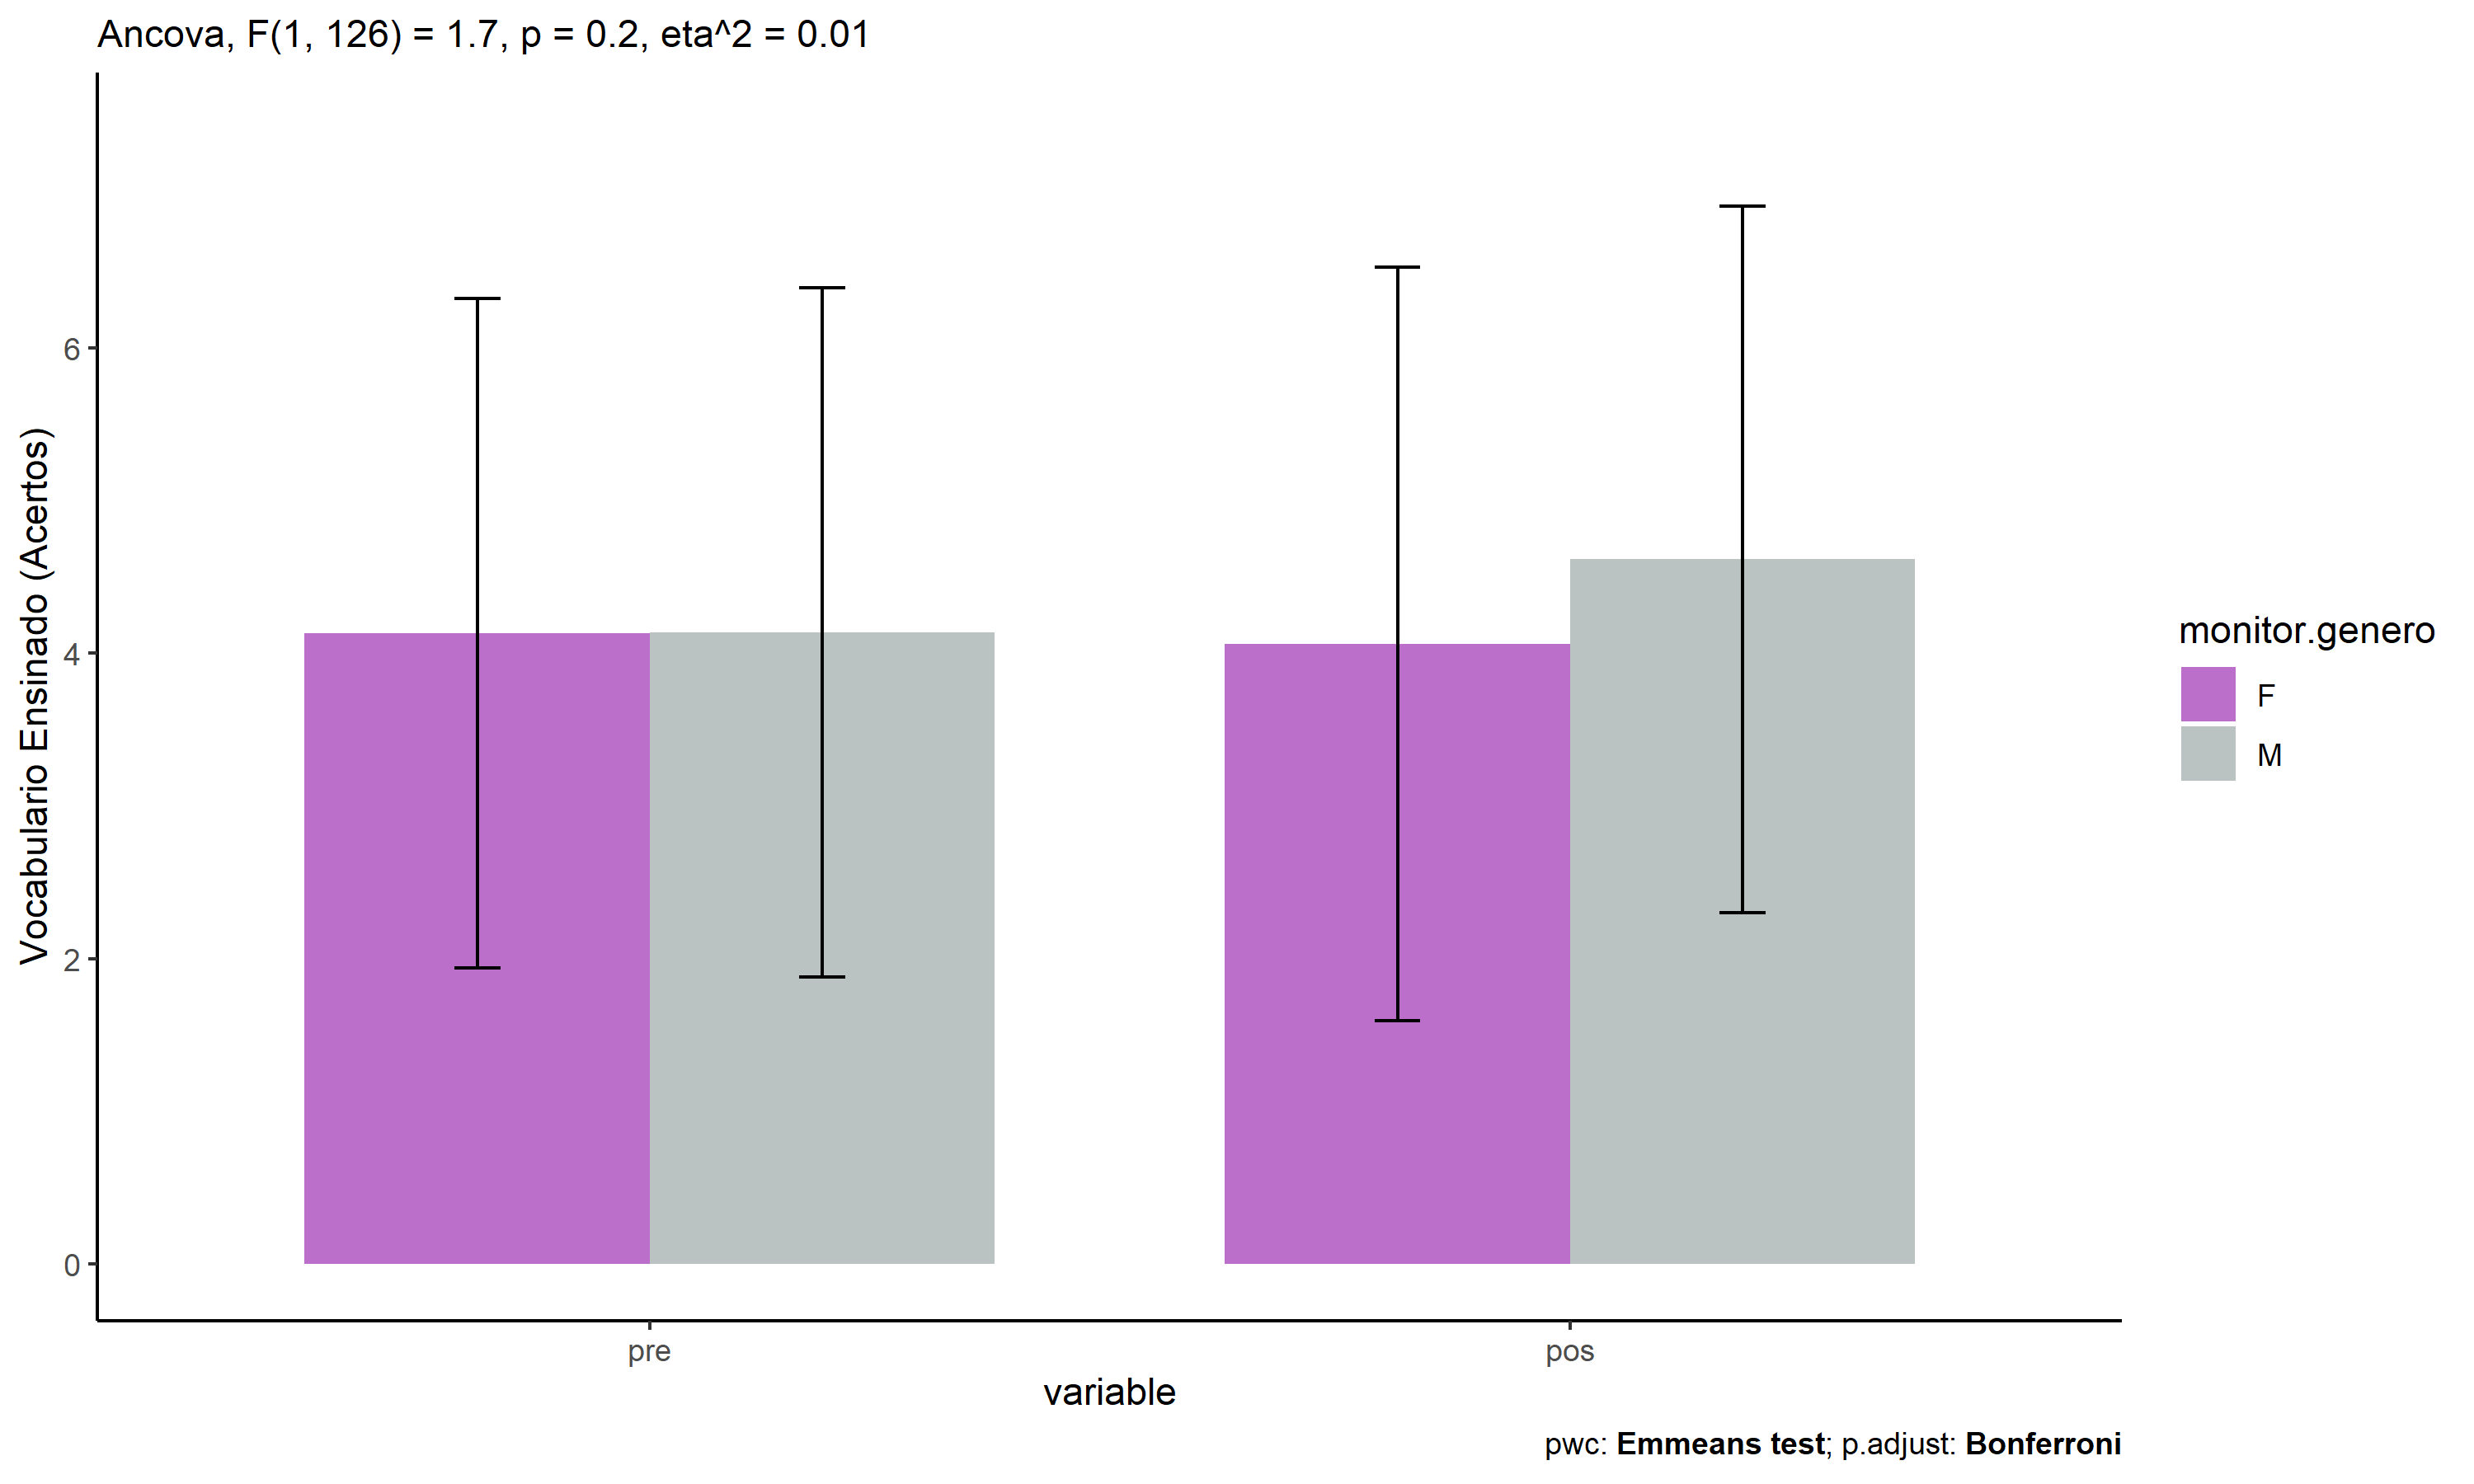 Ancova, F(1, 126) = 1.7, p = 0.2, eta^2 = 0.01
Vocabulario Ensinado (Acertos)
6
4
2
0
pre
pos
variable
monitor.genero
F
M
pwc: Emmeans test; p.adjust: Bonferroni